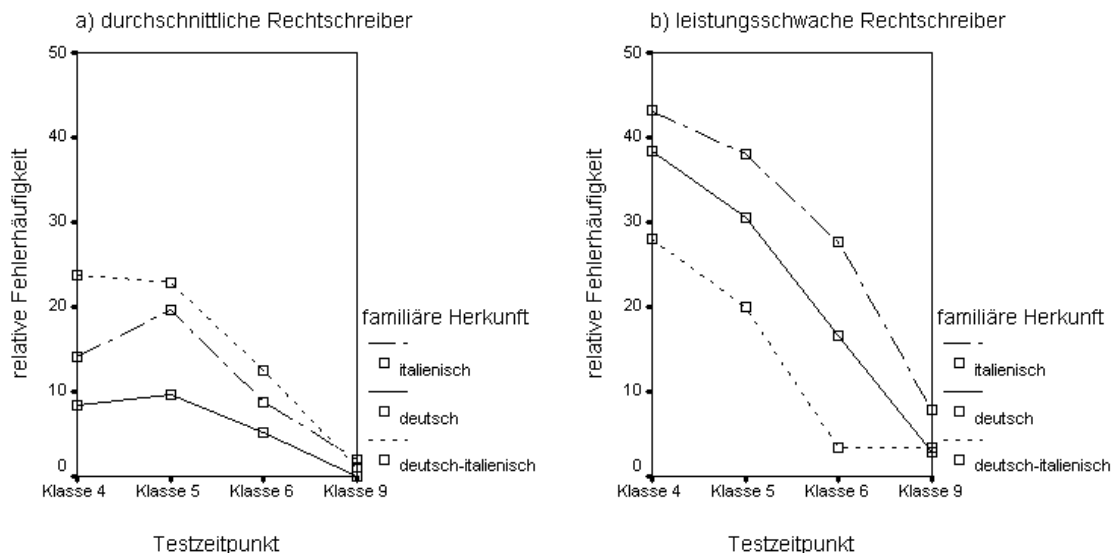 a) durchschnittliche Rechtschreiber
50
40
30
20
10
0
relative Fehlerhäufigkeit
Klasse 4 Klasse 5 Klasse 6 Klasse 9
Testzeitpunkt
familiäre Herkunft
italienisch
deutsch
deutsch-italienisch
b) leistungsschwache Rechtschreiber
50
40
30
20
10
0
relative Fehlerhäufigkeit
Klasse 4 Klasse 5 Klasse 6 Klasse 9
Testzeitpunkt
familiäre Herkunft
italienisch
deutsch
deutsch-italienisch